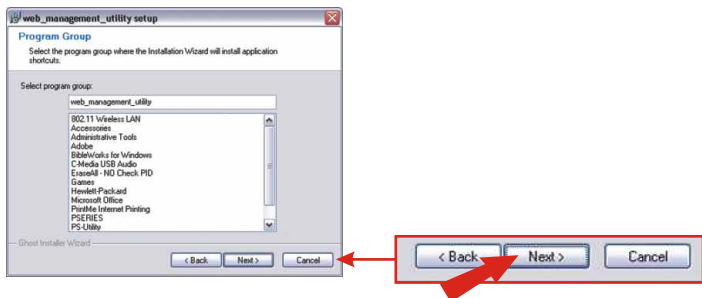 web_management_utility setup
Program Group
Select the program group where the Installation Wizard will install application
shortcuts.
Select program group:
web_management_utility
802.11 Wireless LAN
Accessories
Administrative Tools
Adobe
BibleWorks for Windows
C-Media USB Audio
EraseAll - NO Check PID
Games
Hewlett-Packard
Microsoft Office
PrintMe Internet Printing
PSERIES
PS-Utility
Ghost Installer Wizard
< Back Next > Cancel
< Back Next > Cancel